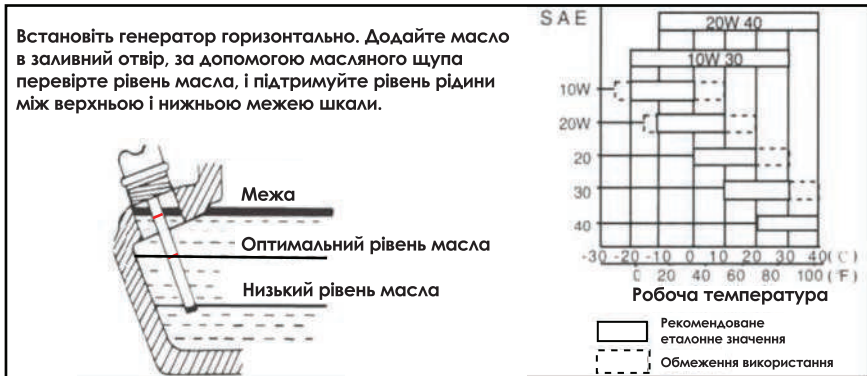 Встановіть генератор горизонтально. Додайте масло
в заливний отвір, за допомогою масляного щупа
перевірте рівень масла, і підтримуйте рівень рідини
між верхньою і нижньою межею шкали.
Межа
Оптимальний рівень масла
Низький рівень масла
SAE
20W 40
10W 30
10W
20W
20
30
40
-30 -20 -10 0 10 20 30 40(℃)
0 20 40 60 80 100(℉)
Робоча температура
Рекомендоване
еталонне значення
Обмеження використання